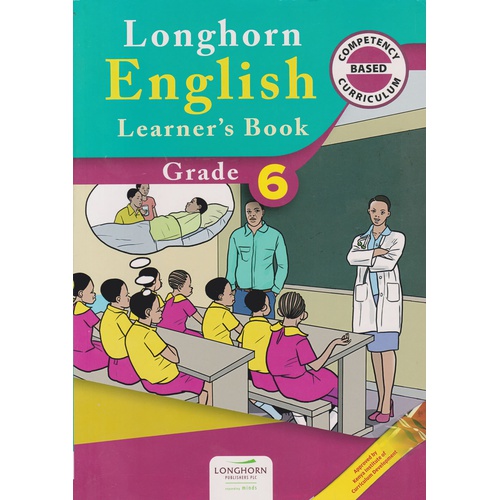 Longhorn
English
Learner's Book
Grade 6
COMPETENCY
BASED
CURRICULUM
Approved by
Kenya Institute of
Curriculum Development
LONGHORN
PUBLISHERS PLC